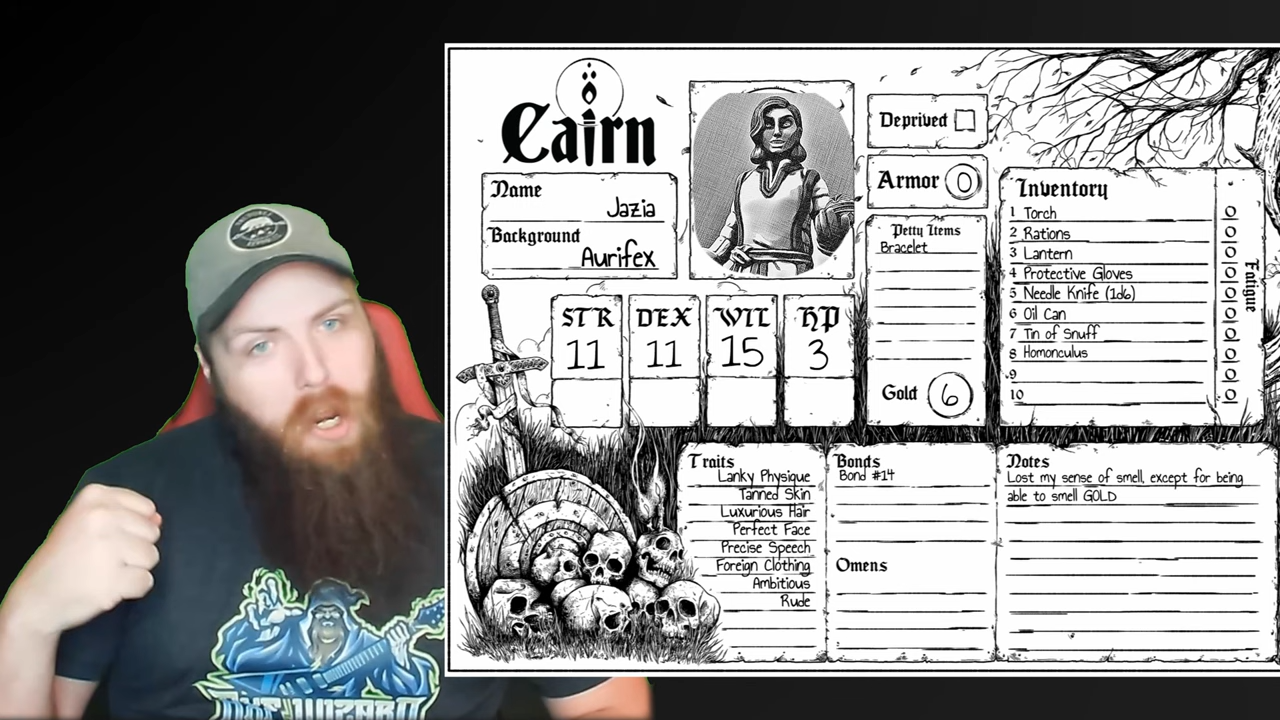 Cairn
Name
Jazia
Background
Aurifex
STR
11
DEX
11
WIL
15
HP
3
Deprived
Armor 0
Petty Items
Bracelet
Gold 6
Inventory
1 Torch
2 Rations
3 Lantern
4 Protective Gloves
5 Needle Knife (1d6)
6 Oil Can
7 Tin of Snuff
8 Homonculus
9
10
Fatigue
Traits
Lanky Physique
Tanned Skin
Luxurious Hair
Perfect Face
Precise Speech
Foreign Clothing
Ambitious
Rude
Bonds
Bond #14
Omens
Notes
Lost my sense of smell, except for being
able to smell GOLD
WIZARD